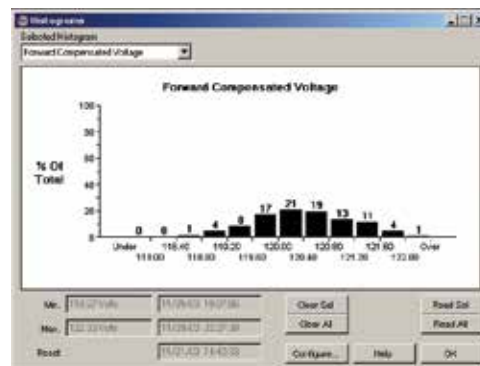 Histograms
Selected Histogram
Forward Compensated Voltage
Forward Compensated Voltage
% Of
Total
100
80
60
40
20
0
0 0 1 4 8 17 21 19 13 11 4 1
Under 118.40 119.20 120.00 120.80 121.60 Over
118.00 118.80 119.60 120.40 121.20 122.00
Min.
Max.
Reset
Clear Sel
Clear All
Configure...
Read Sel
Read All
Help
OK